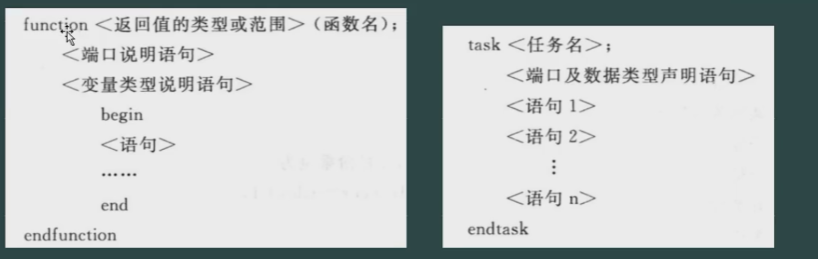 function <返回值的类型或范围>（函数名）；
<端口说明语句>
<变量类型说明语句>
begin
<语句>
……
end
endfunction
task <任务名>；
<端口及数据类型声明语句>
<语句 1>
<语句 2>
⋮
<语句 n>
endtask